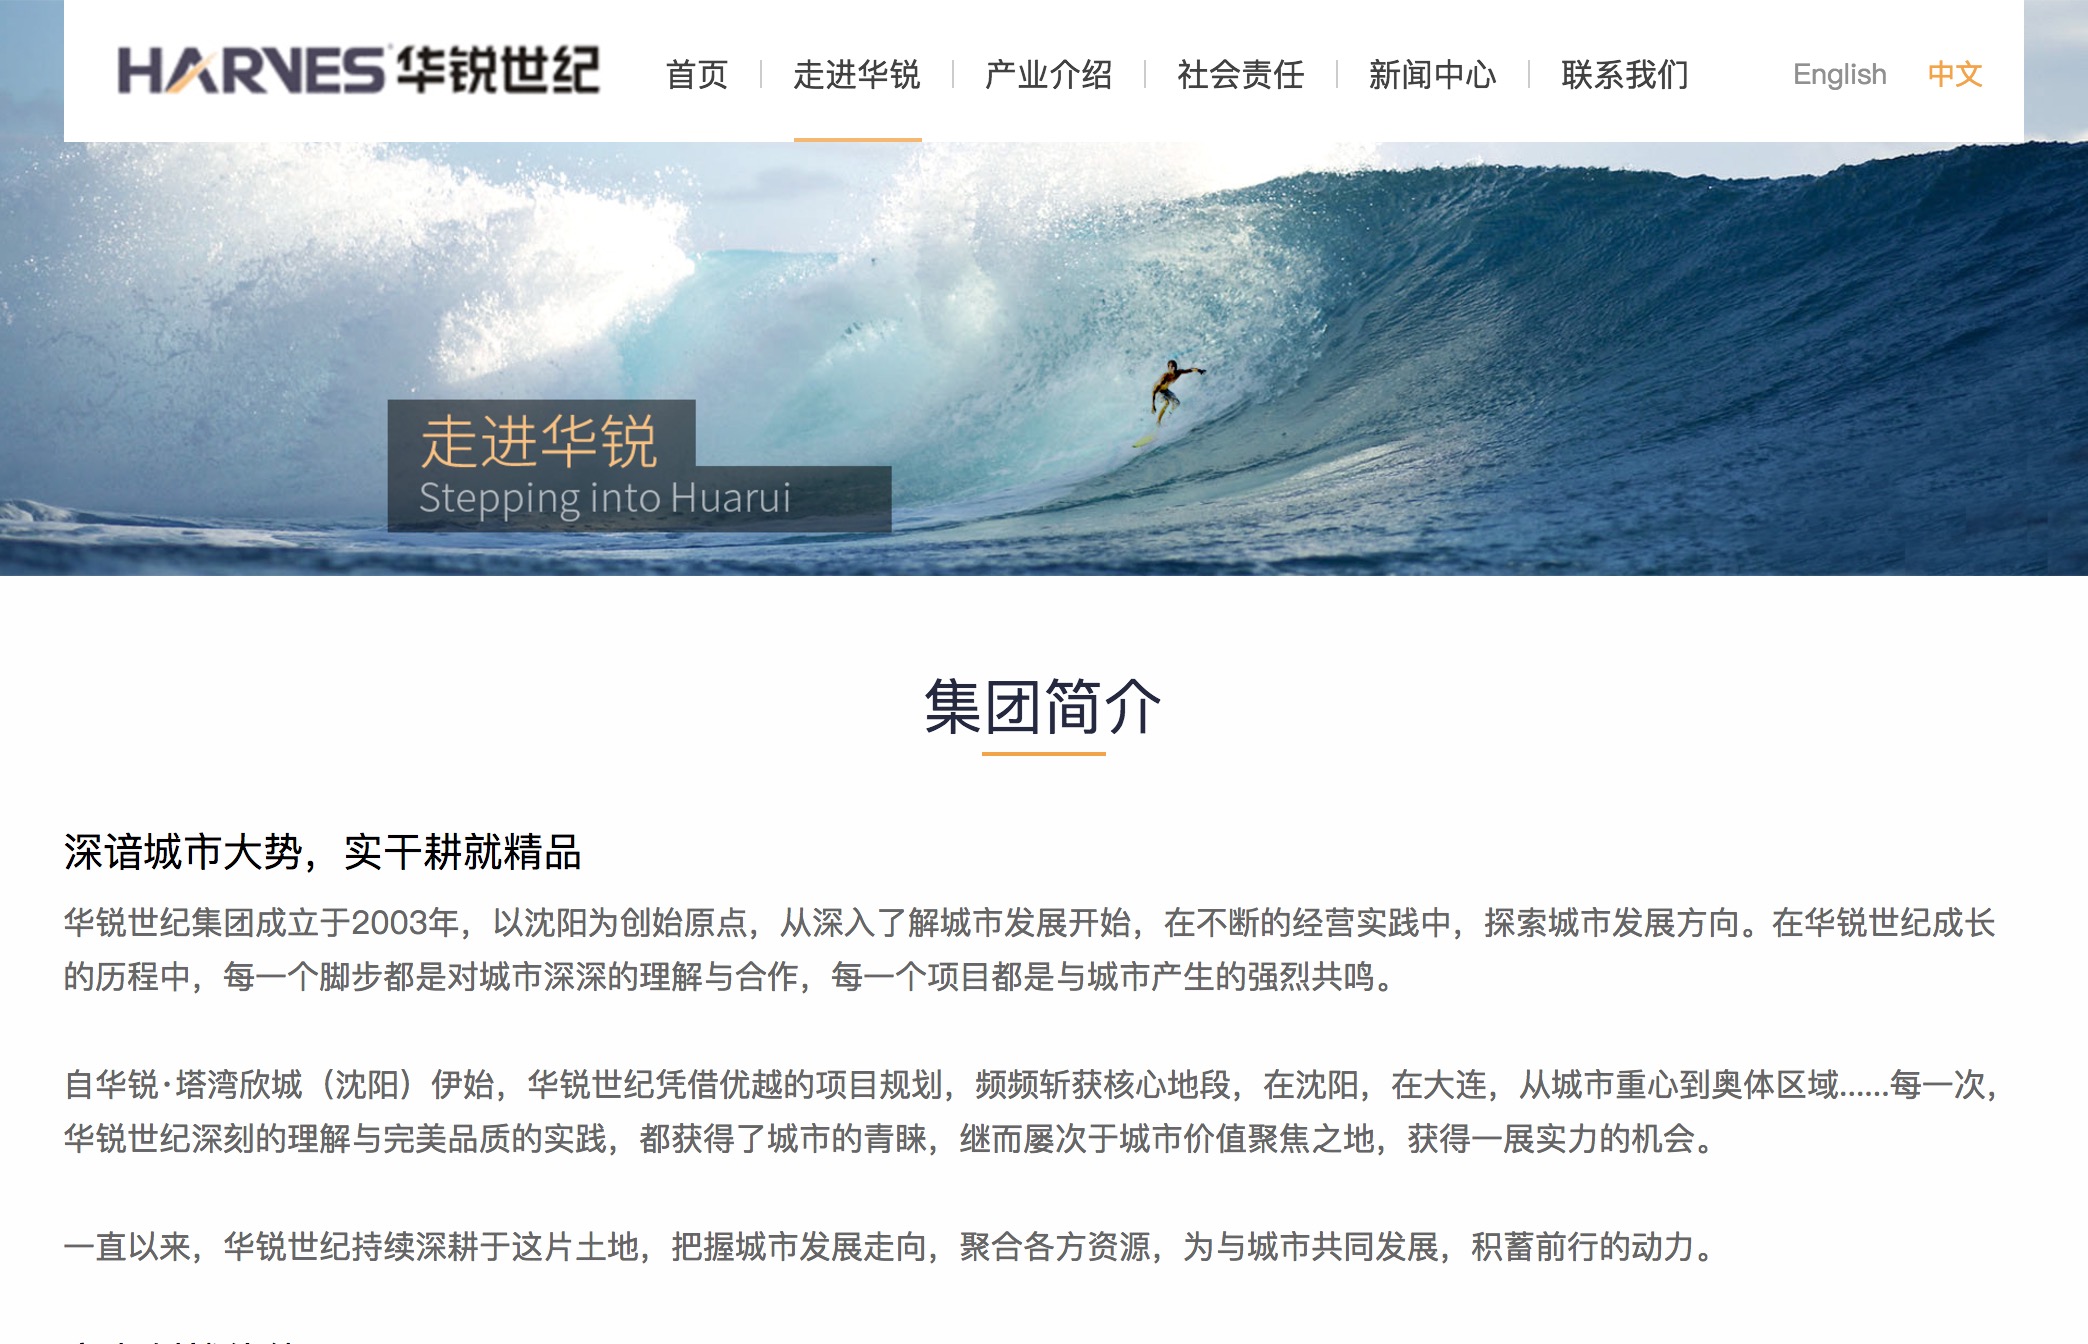 HARVES 华锐世纪
首页 走进华锐 产业介绍 社会责任 新闻中心 联系我们 English 中文
走进华锐
Stepping into Huarui
集团简介
深谙城市大势，实干耕就精品
华锐世纪集团成立于2003年，以沈阳为创始原点，从深入了解城市发展开始，在不断的经营实践中，探索城市发展方向。在华锐世纪成长
的历程中，每一个脚步都是对城市深深的理解与合作，每一个项目都是与城市产生的强烈共鸣。
自华锐·塔湾欣城（沈阳）伊始，华锐世纪凭借优越的项目规划，频频斩获核心地段，在沈阳，在大连，从城市重心到奥体区域......每一次，
华锐世纪深刻的理解与完美品质的实践，都获得了城市的青睐，继而屡次于城市价值聚焦之地，获得一展实力的机会。
一直以来，华锐世纪持续深耕于这片土地，把握城市发展走向，聚合各方资源，为与城市共同发展，积蓄前行的动力。